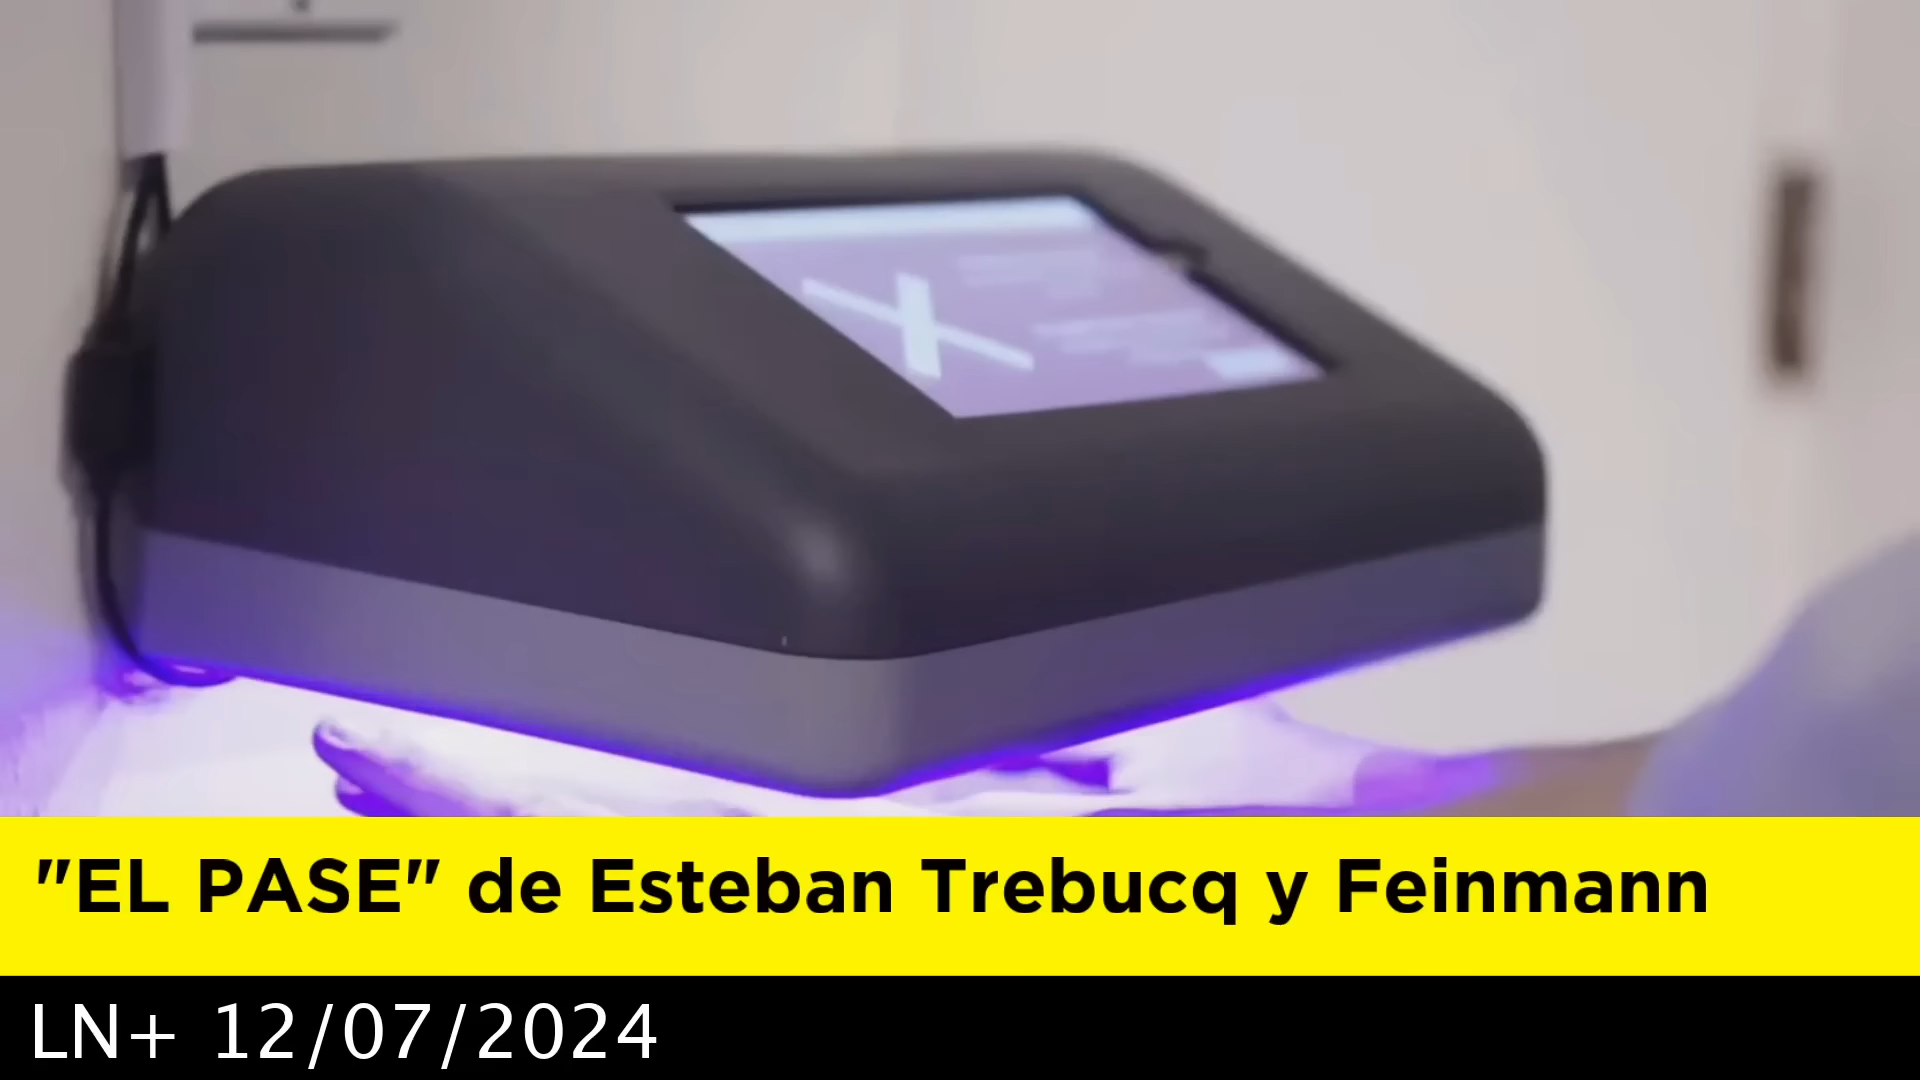 "EL PASE" de Esteban Trebucq y Feinmann
LN+ 12/07/2024